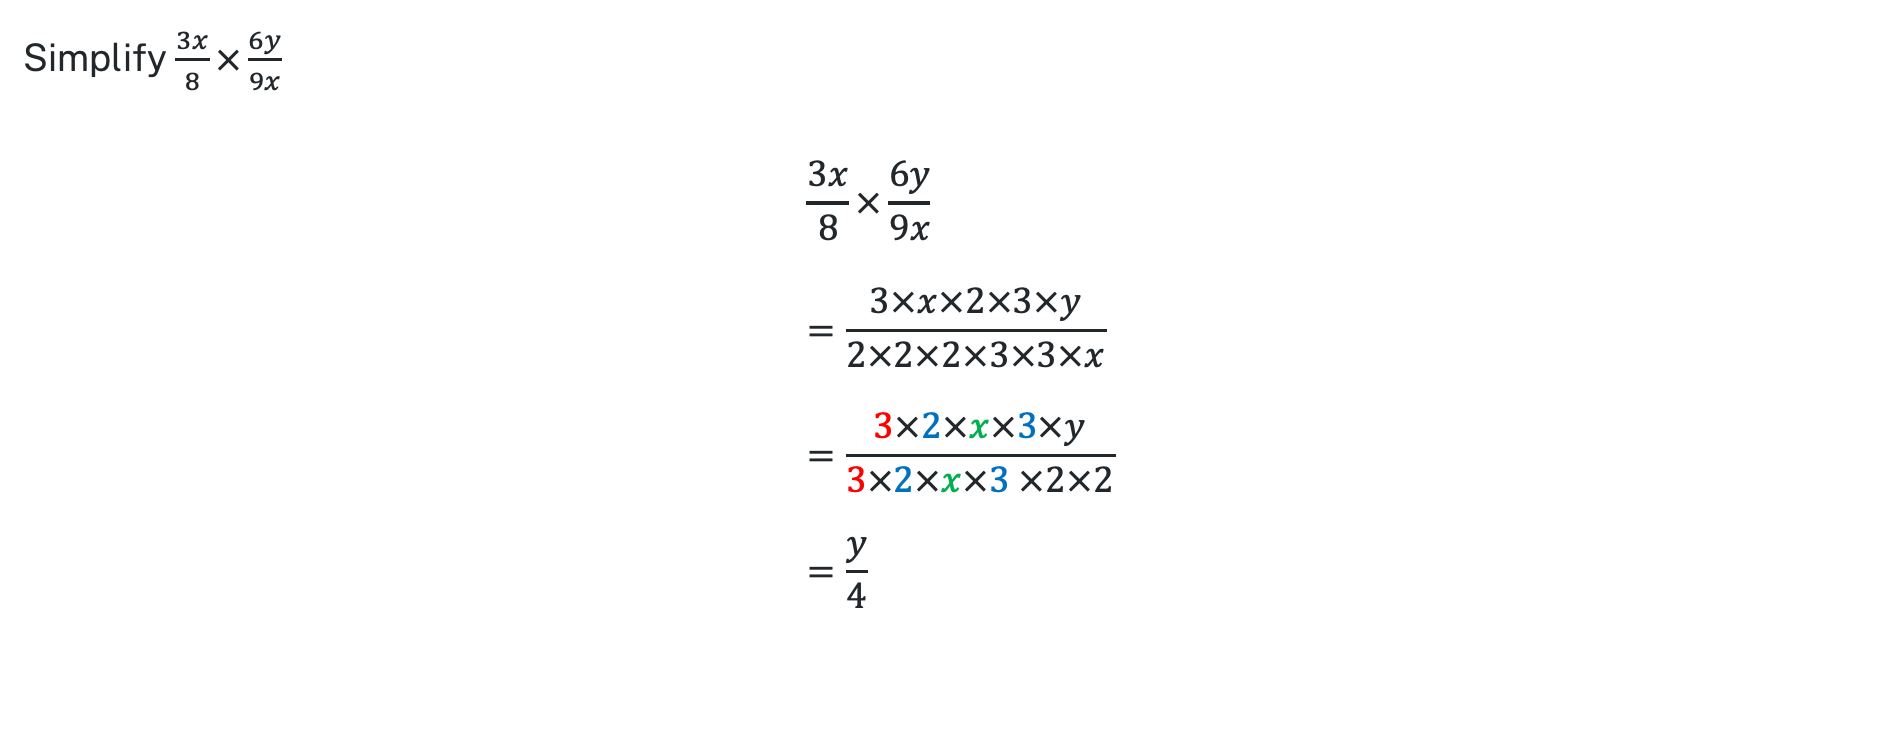 Simplify 3x/8 × 6y/9x
3x/8 × 6y/9x
= 3×x×2×3×y / 2×2×2×3×3×x
= 3×2×x×3×y / 3×2×x×3 ×2×2
= y/4